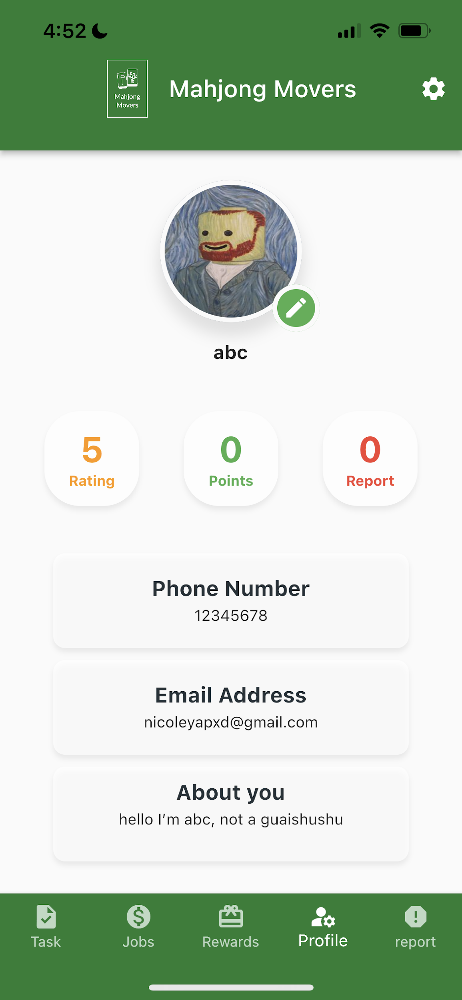 4:52
Mahjong
Movers
Mahjong Movers
abc
5
Rating
0
Points
0
Report
Phone Number
12345678
Email Address
nicoleyapxd@gmail.com
About you
hello I’m abc, not a guaishushu
Task
Jobs
Rewards
Profile
report